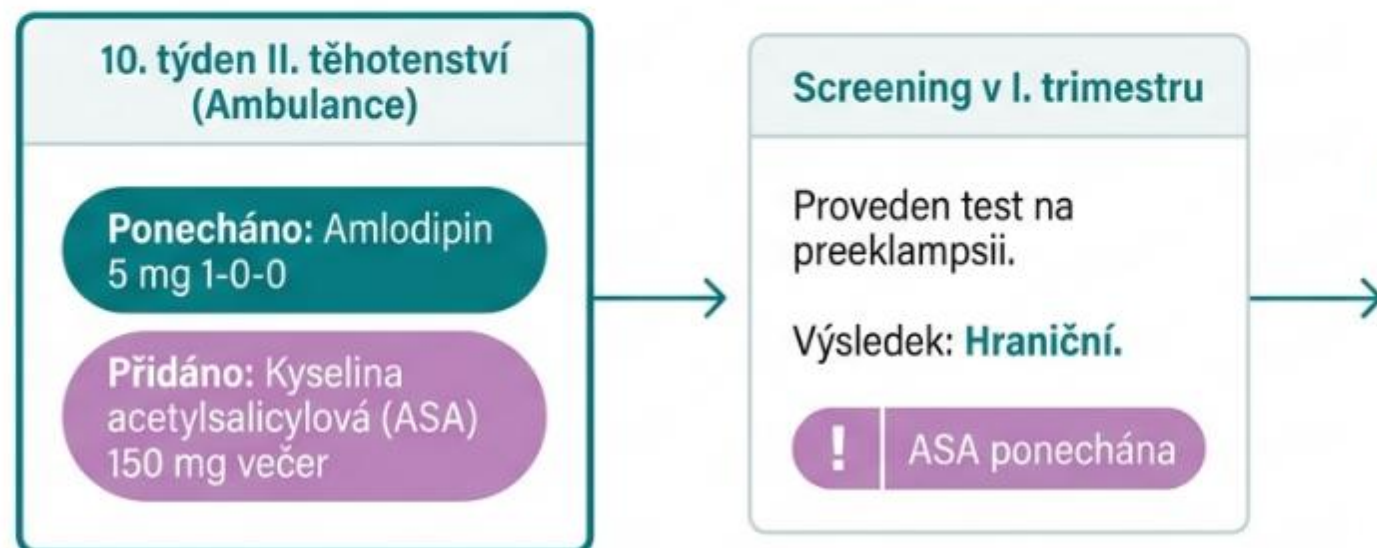 10. týden II. těhotenství
(Ambulance)
Ponecháno: Amlodipin
5 mg 1-0-0
Přidáno: Kyselina
acetylsalicylová (ASA)
150 mg večer
Screening v I. trimestru
Proveden test na
preeklampsii.
Výsledek: Hraniční.
! ASA ponechána